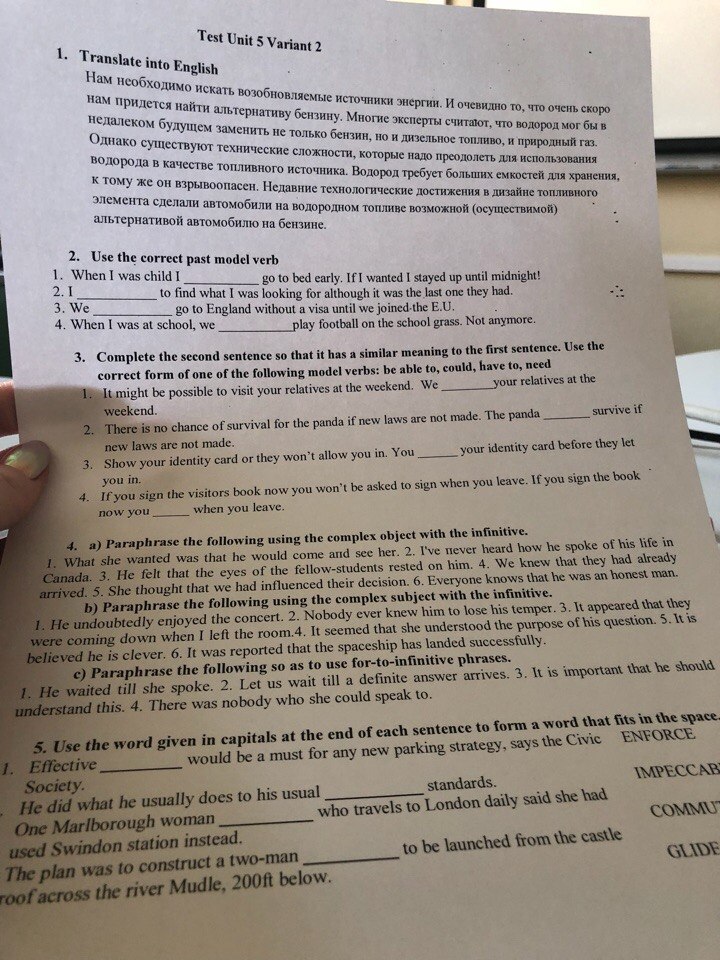 Test Unit 5 Variant 2
1. Translate into English
Нам необходимо искать возобновляемые источники энергии. И очевидно то, что очень скоро
нам придется найти альтернативу бензину. Многие эксперты считают, что водород мог бы в
недалеком будущем заменить не только бензин, но и дизельное топливо, и природный газ.
Однако существуют технические сложности, которые надо преодолеть для использования
водорода в качестве топливного источника. Водород требует больших емкостей для хранения,
к тому же он взрывоопасен. Недавние технологические достижения в дизайне топливного
элемента сделали автомобили на водородном топливе возможной (осуществимой)
альтернативой автомобилю на бензине.
2. Use the correct past model verb
1. When I was child I __________ go to bed early. If I wanted I stayed up until midnight!
2. I __________ to find what I was looking for although it was the last one they had.
3. We __________ go to England without a visa until we joined the E.U.
4. When I was at school, we __________ play football on the school grass. Not anymore.
3. Complete the second sentence so that it has a similar meaning to the first sentence. Use the
correct form of one of the following model verbs: be able to, could, have to, need
1. It might be possible to visit your relatives at the weekend. We _______ your relatives at the
weekend.
2. There is no chance of survival for the panda if new laws are not made. The panda ______ survive if
new laws are not made.
3. Show your identity card or they won't allow you in. You _____ your identity card before they let
you in.
4. If you sign the visitors book now you won't be asked to sign when you leave. If you sign the book
now you _____ when you leave.
4. a) Paraphrase the following using the complex object with the infinitive.
1. What she wanted was that he would come and see her. 2. I've never heard how he spoke of his life in
Canada. 3. He felt that the eyes of the fellow-students rested on him. 4. We knew that they had already
arrived. 5. She thought that we had influenced their decision. 6. Everyone knows that he was an honest man.
b) Paraphrase the following using the complex subject with the infinitive.
1. He undoubtedly enjoyed the concert. 2. Nobody ever knew him to lose his temper. 3. It appeared that they
were coming down when I left the room.4. It seemed that she understood the purpose of his question. 5. It is
believed he is clever. 6. It was reported that the spaceship has landed successfully.
c) Paraphrase the following so as to use for-to-infinitive phrases.
1. He waited till she spoke. 2. Let us wait till a definite answer arrives. 3. It is important that he should
understand this. 4. There was nobody who she could speak to.
5. Use the word given in capitals at the end of each sentence to form a word that fits in the space.
1. Effective __________ would be a must for any new parking strategy, says the Civic ENFORCE
Society.
He did what he usually does to his usual __________ standards. IMPECCAB
One Marlborough woman __________ who travels to London daily said she had COMMUT
used Swindon station instead.
The plan was to construct a two-man __________ to be launched from the castle GLIDE
roof across the river Mudle, 200ft below.